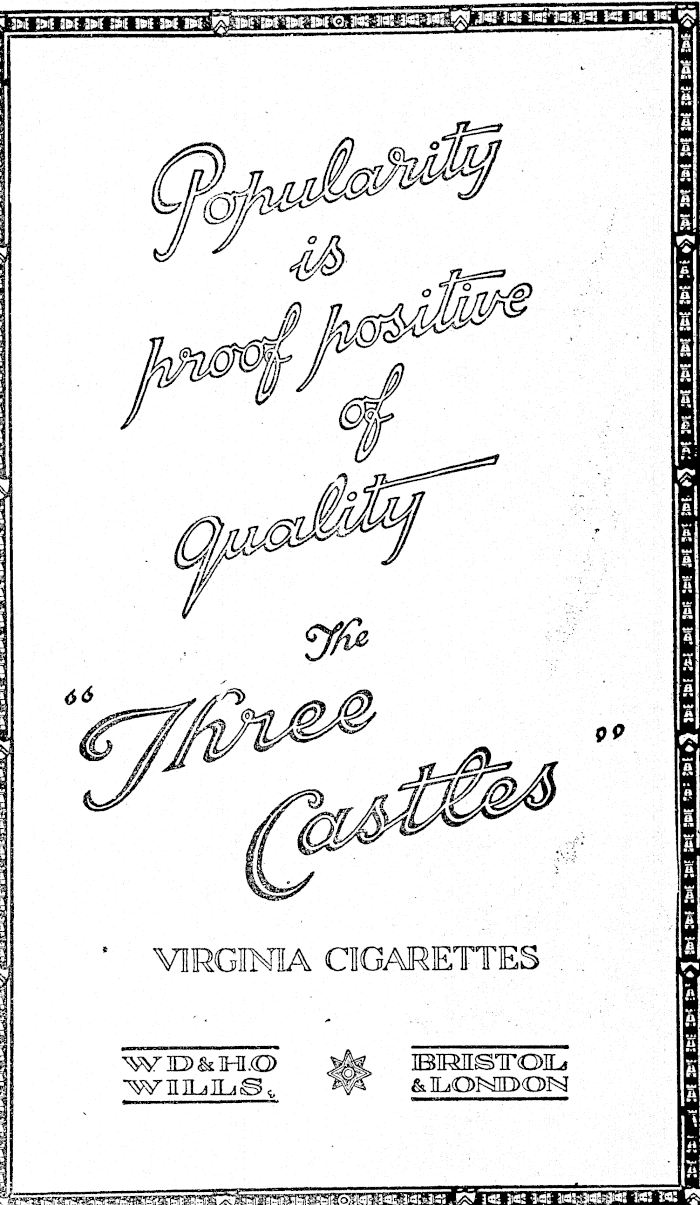 Popularity
is
proof positive
of
quality
The
“Three
Castles”
VIRGINIA CIGARETTES
W D & H.O
WILLS,
BRISTOL
& LONDON